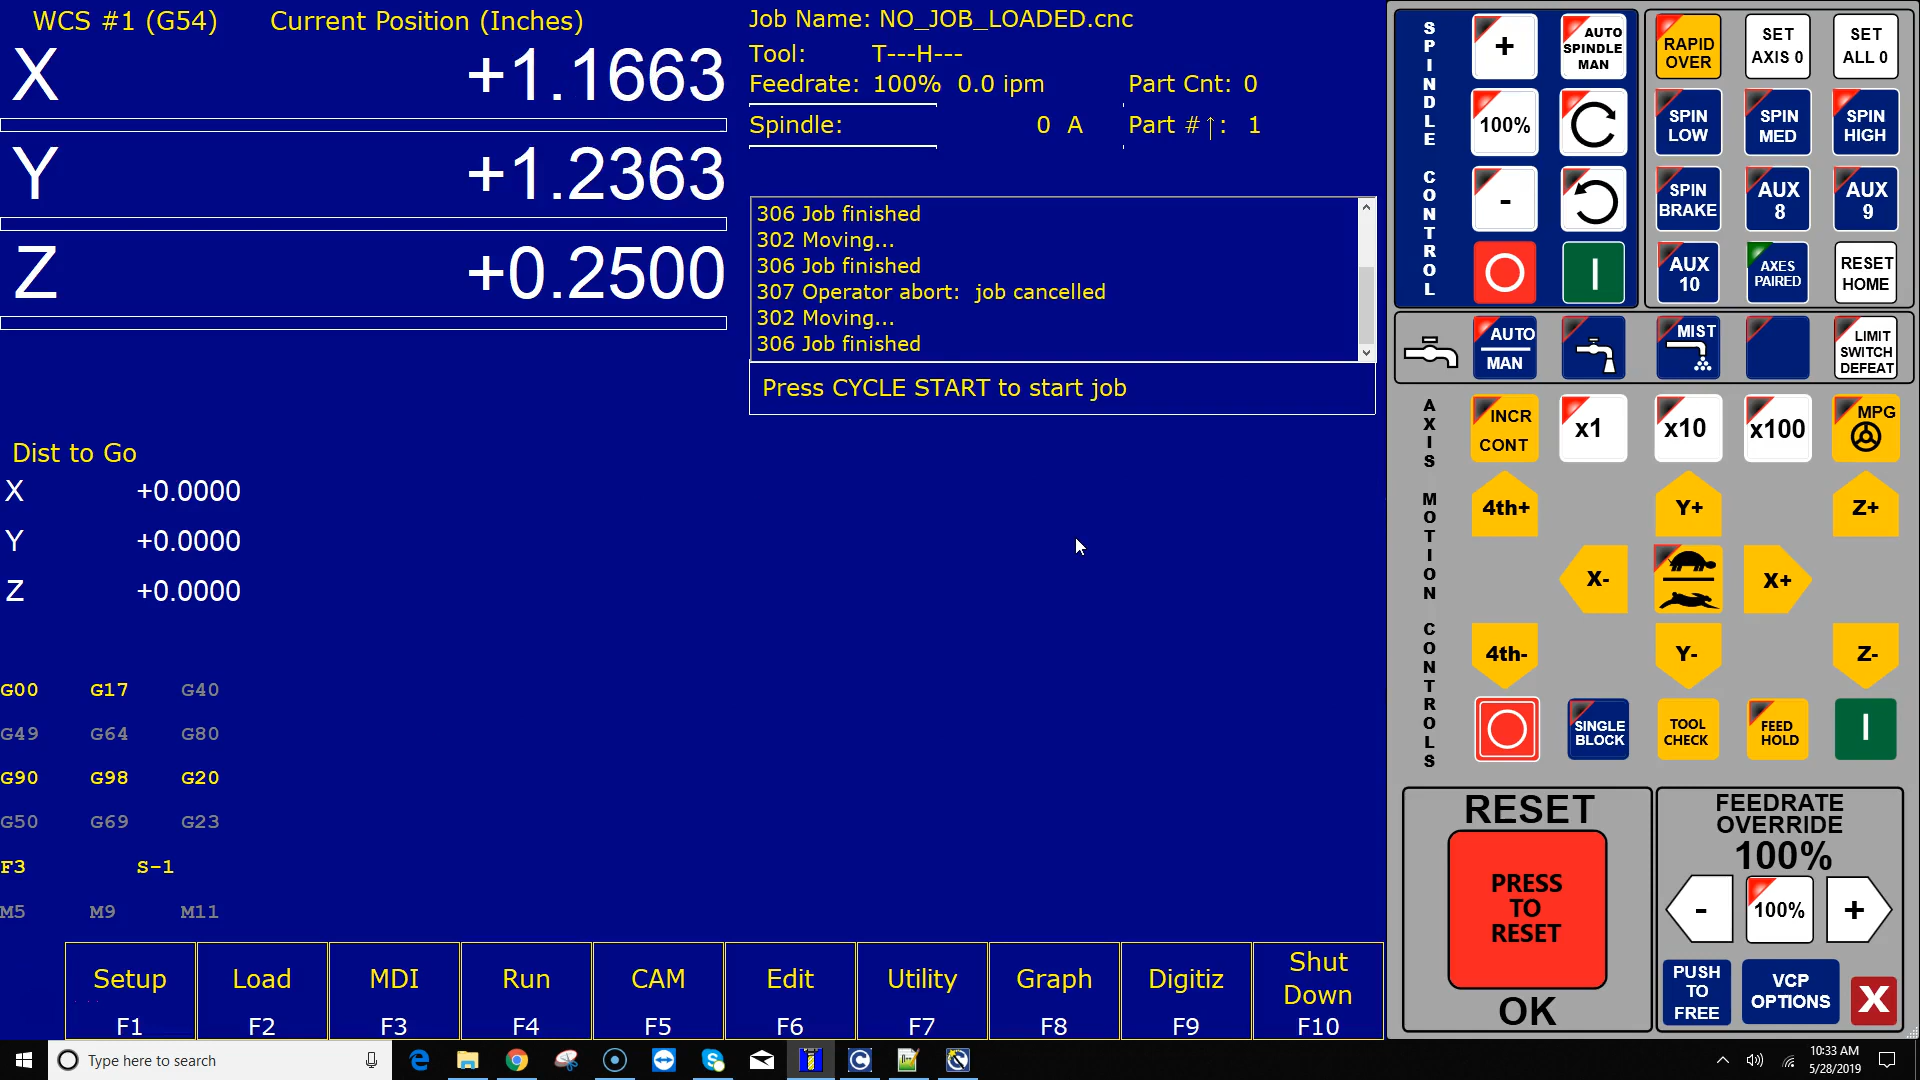 WCS #1 (G54) Current Position (Inches)
X +1.1663
Y +1.2363
Z +0.2500
Job Name: NO_JOB_LOADED.cnc
Tool: T---H---
Feedrate: 100% 0.0 ipm Part Cnt: 0
Spindle: 0 A Part #↑: 1
306 Job finished
302 Moving...
306 Job finished
307 Operator abort: job cancelled
302 Moving...
306 Job finished
Press CYCLE START to start job
Dist to Go
X +0.0000
Y +0.0000
Z +0.0000
G00 G17 G40
G49 G64 G80
G90 G98 G20
G50 G69 G23
F3 S-1
M5 M9 M11
Setup
F1
Load
F2
MDI
F3
Run
F4
CAM
F5
Edit
F6
Utility
F7
Graph
F8
Digitiz
F9
Shut
Down
F10
SPINDLE CONTROL
+
AUTO
SPINDLE
MAN
100%
-
RAPID
OVER
SET
AXIS 0
SET
ALL 0
SPIN
LOW
SPIN
MED
SPIN
HIGH
SPIN
BRAKE
AUX
8
AUX
9
AUX
10
AXES
PAIRED
RESET
HOME
AUTO
MAN
MIST
LIMIT
SWITCH
DEFEAT
AXIS MOTION CONTROLS
INCR
CONT
x1
x10
x100
MPG
4th+
Y+
Z+
X-
X+
4th-
Y-
Z-
SINGLE
BLOCK
TOOL
CHECK
FEED
HOLD
I
RESET
PRESS
TO
RESET
OK
FEEDRATE
OVERRIDE
100%
-
100%
+
PUSH
TO
FREE
VCP
OPTIONS
X
Type here to search
10:33 AM
5/28/2019